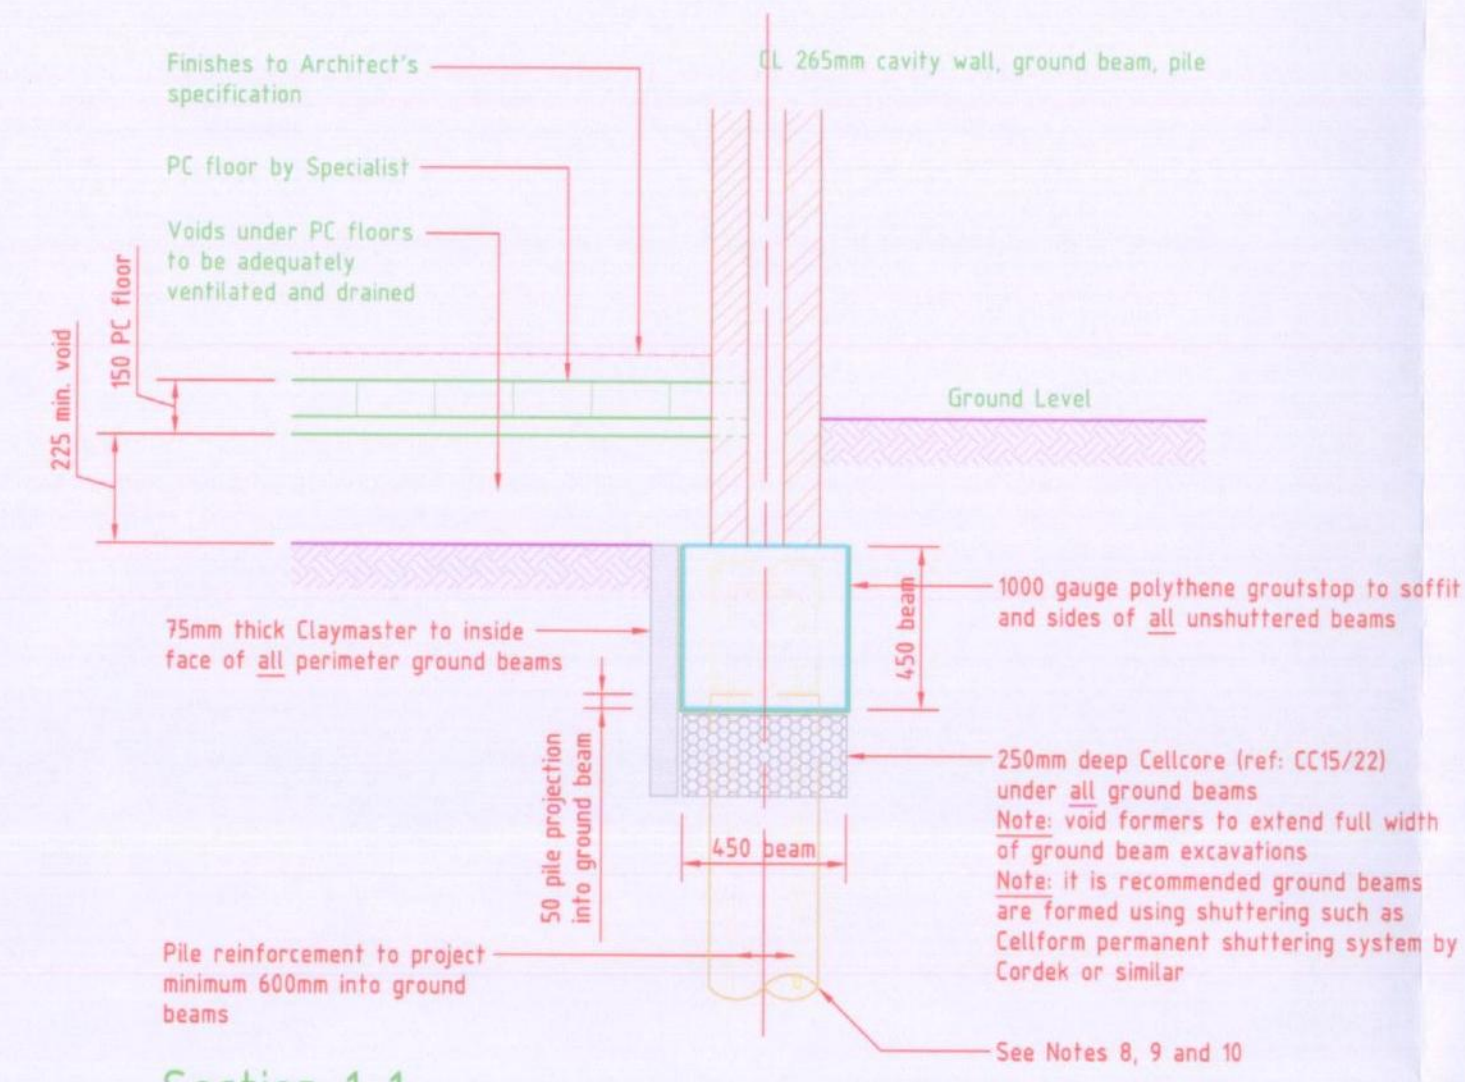 Finishes to Architect's
specification
CL 265mm cavity wall, ground beam, pile
PC floor by Specialist
Voids under PC floors
to be adequately
ventilated and drained
150 PC floor
225 min. void
Ground Level
1000 gauge polythene groutstop to soffit
and sides of all unshuttered beams
75mm thick Claymaster to inside
face of all perimeter ground beams
450 beam
50 pile projection
into ground beam
450 beam
250mm deep Cellcore (ref: CC15/22)
under all ground beams
Note: void formers to extend full width
of ground beam excavations
Note: it is recommended ground beams
are formed using shuttering such as
Cellform permanent shuttering system by
Cordek or similar
Pile reinforcement to project
minimum 600mm into ground
beams
See Notes 8, 9 and 10
Section 1-1